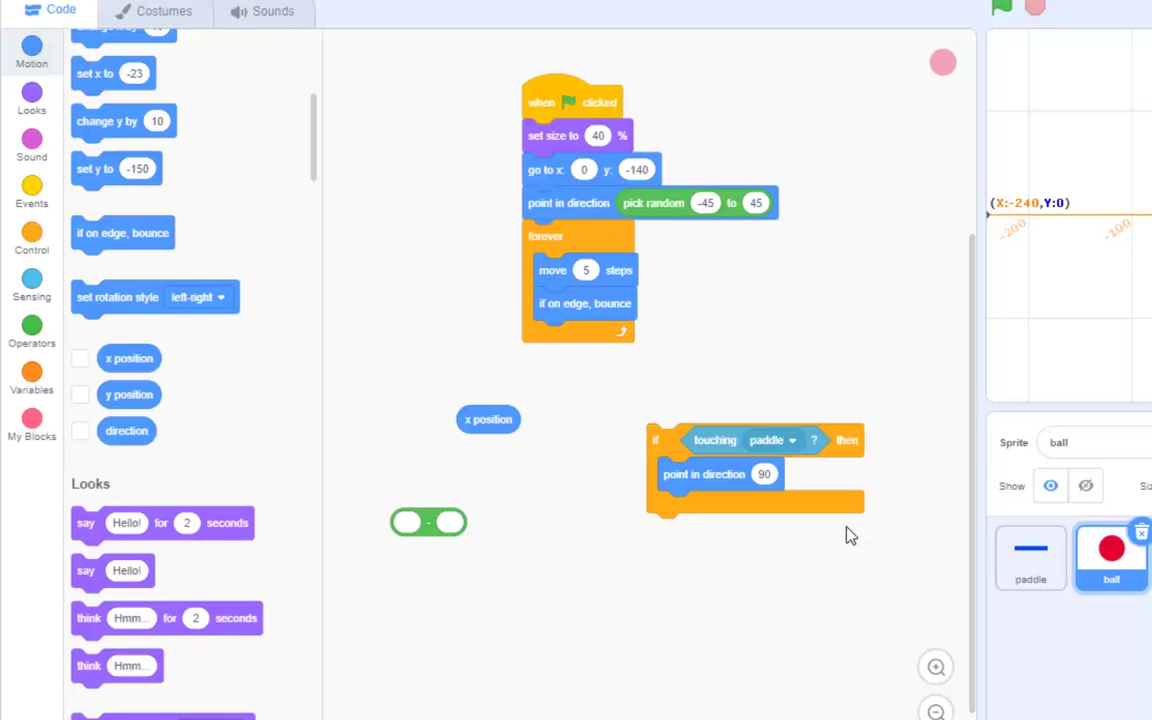 Code
Costumes
Sounds
Motion
Looks
Sound
Events
Control
Sensing
Operators
Variables
My Blocks
set x to -23
change y by 10
set y to -150
if on edge, bounce
set rotation style left-right
x position
y position
direction
Looks
say Hello! for 2 seconds
say Hello!
think Hmm... for 2 seconds
think Hmm...
when clicked
set size to 40 %
go to x: 0 y: -140
point in direction pick random -45 to 45
forever
move 5 steps
if on edge, bounce
x position
-
if touching paddle ? then
point in direction 90
(X:-240,Y:0)
-200
-100
Sprite ball
Show
paddle
ball